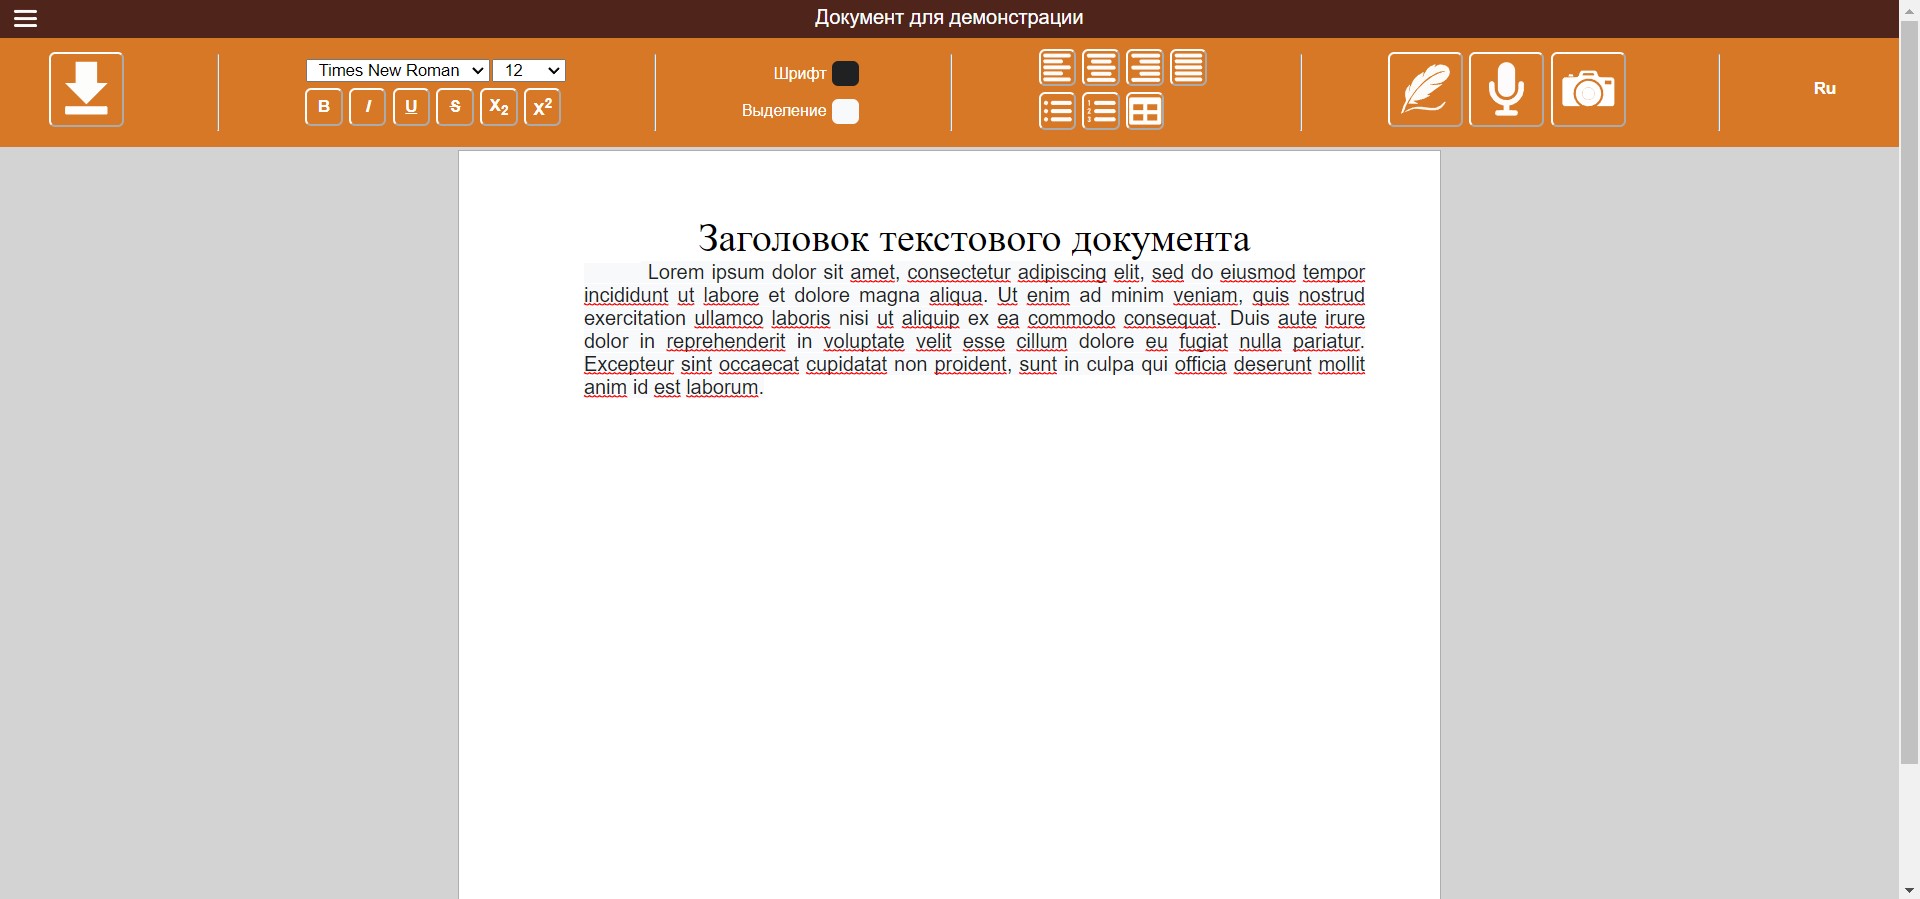 Документ для демонстрации
Times New Roman 12
B I U S X₂ X²
Шрифт
Выделение
Ru
Заголовок текстового документа
Lorem ipsum dolor sit amet, consectetur adipiscing elit, sed do eiusmod tempor
incididunt ut labore et dolore magna aliqua. Ut enim ad minim veniam, quis nostrud
exercitation ullamco laboris nisi ut aliquip ex ea commodo consequat. Duis aute irure
dolor in reprehenderit in voluptate velit esse cillum dolore eu fugiat nulla pariatur.
Excepteur sint occaecat cupidatat non proident, sunt in culpa qui officia deserunt mollit
anim id est laborum.